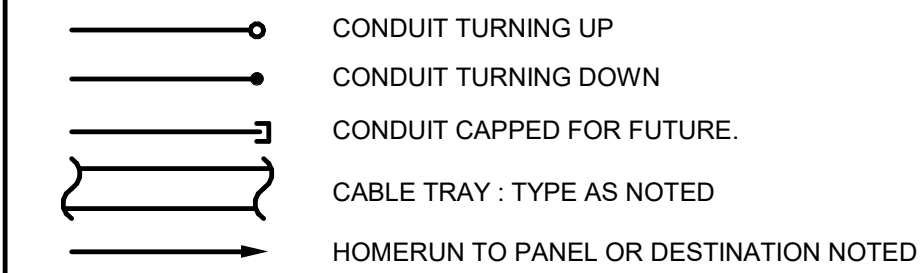 CONDUIT TURNING UP
CONDUIT TURNING DOWN
CONDUIT CAPPED FOR FUTURE.
CABLE TRAY : TYPE AS NOTED
HOMERUN TO PANEL OR DESTINATION NOTED